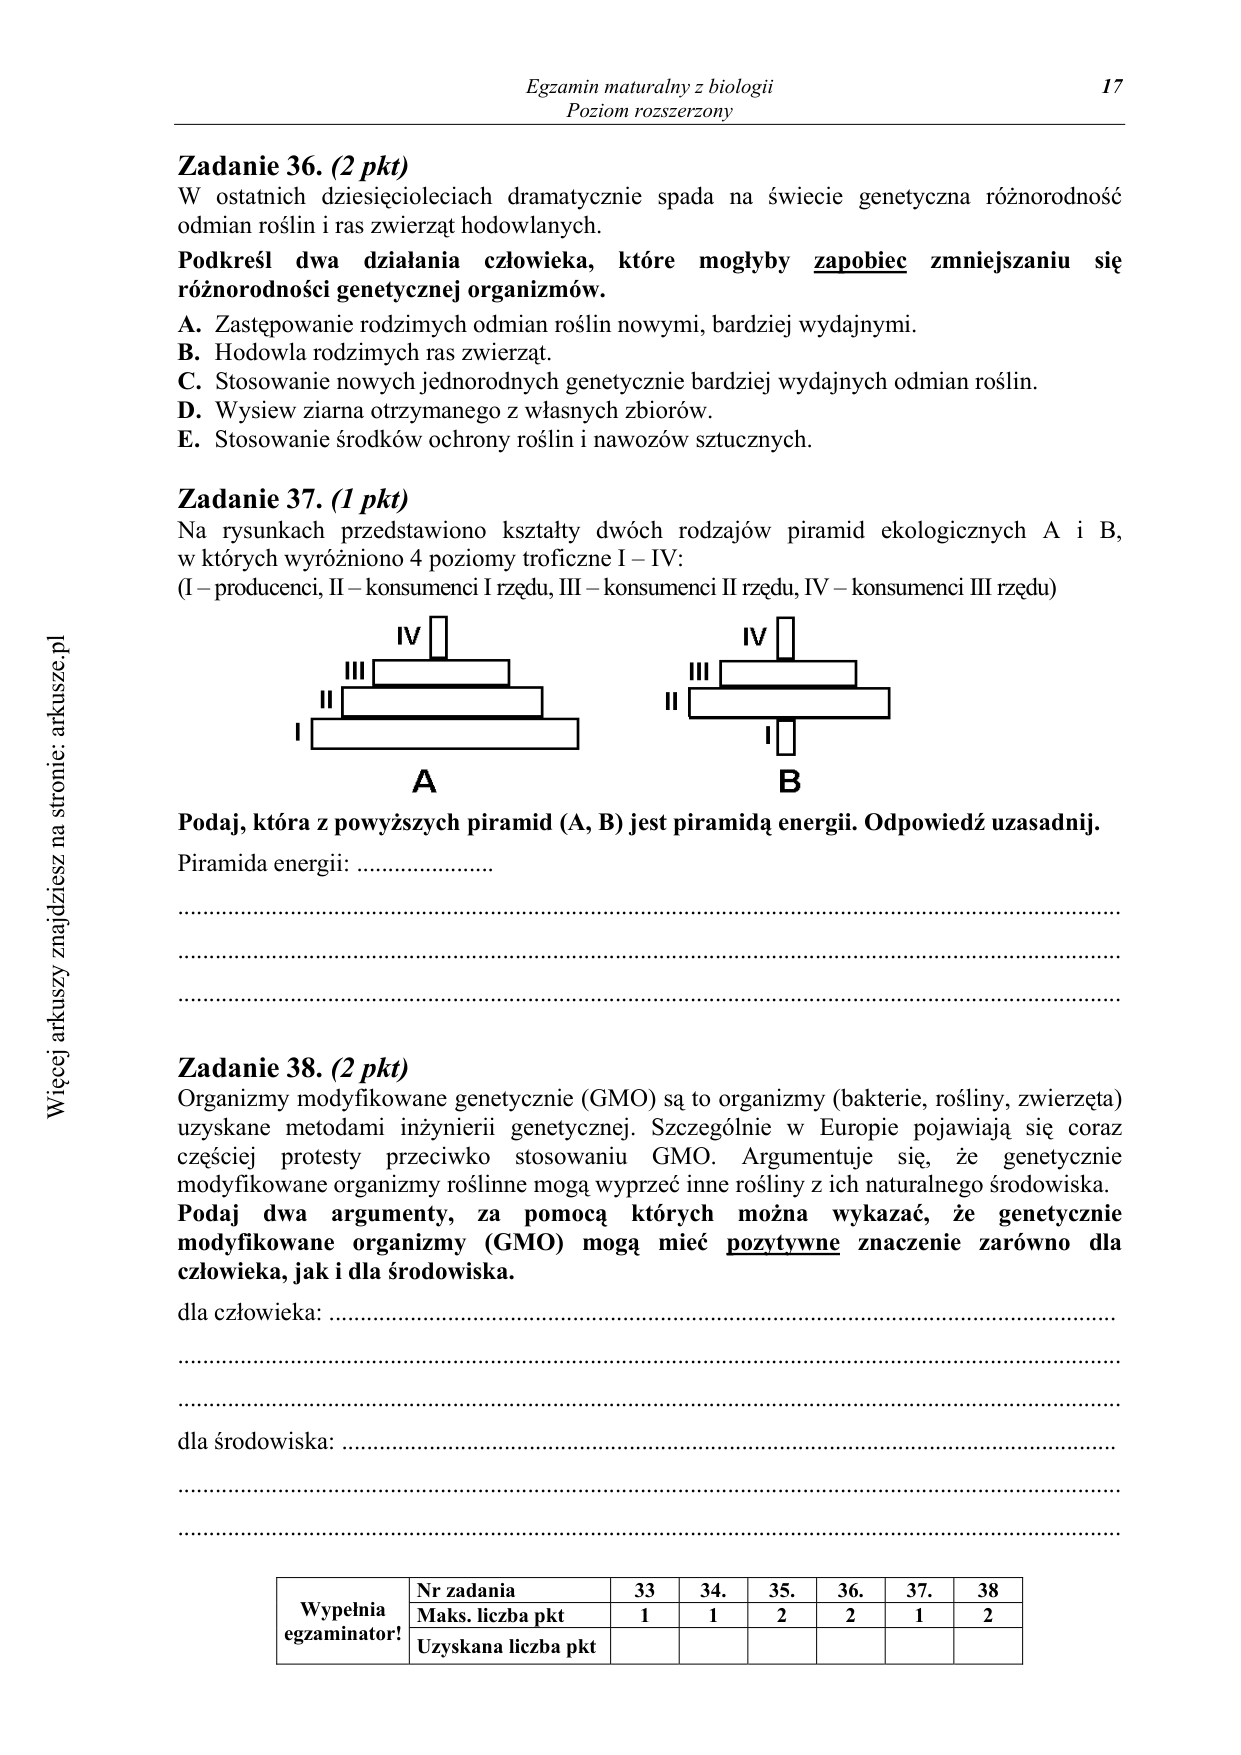 Egzamin maturalny z biologii
17
Poziom rozszerzony
Zadanie 36. (2 pkt)
W ostatnich dziesięcioleciach dramatycznie spada na świecie genetyczna różnorodność
odmian roślin i ras zwierząt hodowlanych.
Podkreśl dwa działania człowieka, które mogłyby zapobiec zmniejszaniu się
różnorodności genetycznej organizmów.
A. Zastępowanie rodzimych odmian roślin nowymi, bardziej wydajnymi.
B. Hodowla rodzimych ras zwierząt.
C. Stosowanie nowych jednorodnych genetycznie bardziej wydajnych odmian roślin.
D. Wysiew ziarna otrzymanego z własnych zbiorów.
E. Stosowanie środków ochrony roślin i nawozów sztucznych.
Zadanie 37. (1 pkt)
Na rysunkach przedstawiono kształty dwóch rodzajów piramid ekologicznych A i B,
w których wyróżniono 4 poziomy troficzne I – IV:
(I – producenci, II – konsumenci I rzędu, III – konsumenci II rzędu, IV – konsumenci III rzędu)
IV
III
II
I
A
IV
III
II
I
B
Podaj, która z powyższych piramid (A, B) jest piramidą energii. Odpowiedź uzasadnij.
Piramida energii: ......................
.......................................................................................................................................................
.......................................................................................................................................................
.......................................................................................................................................................
Zadanie 38. (2 pkt)
Organizmy modyfikowane genetycznie (GMO) są to organizmy (bakterie, rośliny, zwierzęta)
uzyskane metodami inżynierii genetycznej. Szczególnie w Europie pojawiają się coraz
częściej protesty przeciwko stosowaniu GMO. Argumentuje się, że genetycznie
modyfikowane organizmy roślinne mogą wyprzeć inne rośliny z ich naturalnego środowiska.
Podaj dwa argumenty, za pomocą których można wykazać, że genetycznie
modyfikowane organizmy (GMO) mogą mieć pozytywne znaczenie zarówno dla
człowieka, jak i dla środowiska.
dla człowieka: ..............................................................................................................................
.......................................................................................................................................................
.......................................................................................................................................................
dla środowiska: ............................................................................................................................
.......................................................................................................................................................
.......................................................................................................................................................
Wypełnia egzaminator!
Nr zadania 33 34. 35. 36. 37. 38
Maks. liczba pkt 1 1 2 2 1 2
Uzyskana liczba pkt
Więcej arkuszy znajdziesz na stronie: arkusze.pl